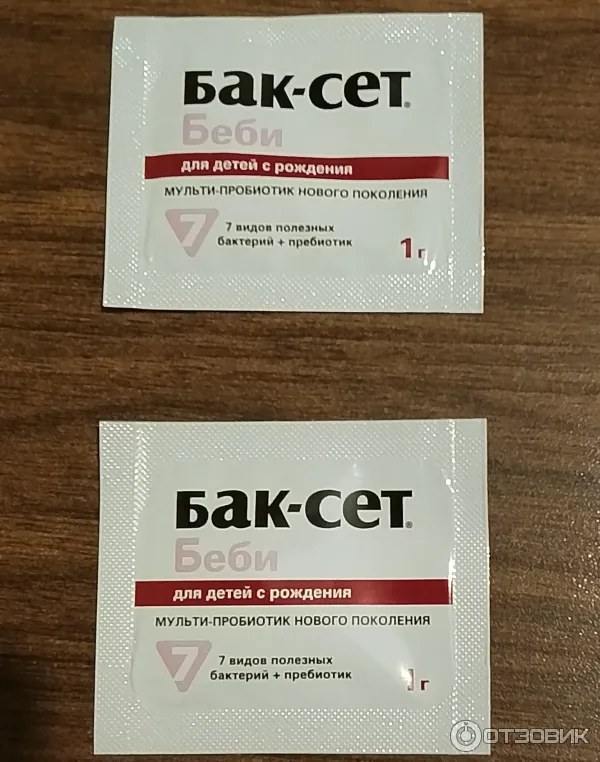 Бак-сет®
Беби
для детей с рождения
МУЛЬТИ-ПРОБИОТИК НОВОГО ПОКОЛЕНИЯ
7
7 видов полезных
бактерий + пребиотик
1 г
Бак-сет®
Беби
для детей с рождения
МУЛЬТИ-ПРОБИОТИК НОВОГО ПОКОЛЕНИЯ
7
7 видов полезных
бактерий + пребиотик
1 г
ОТЗОВИК